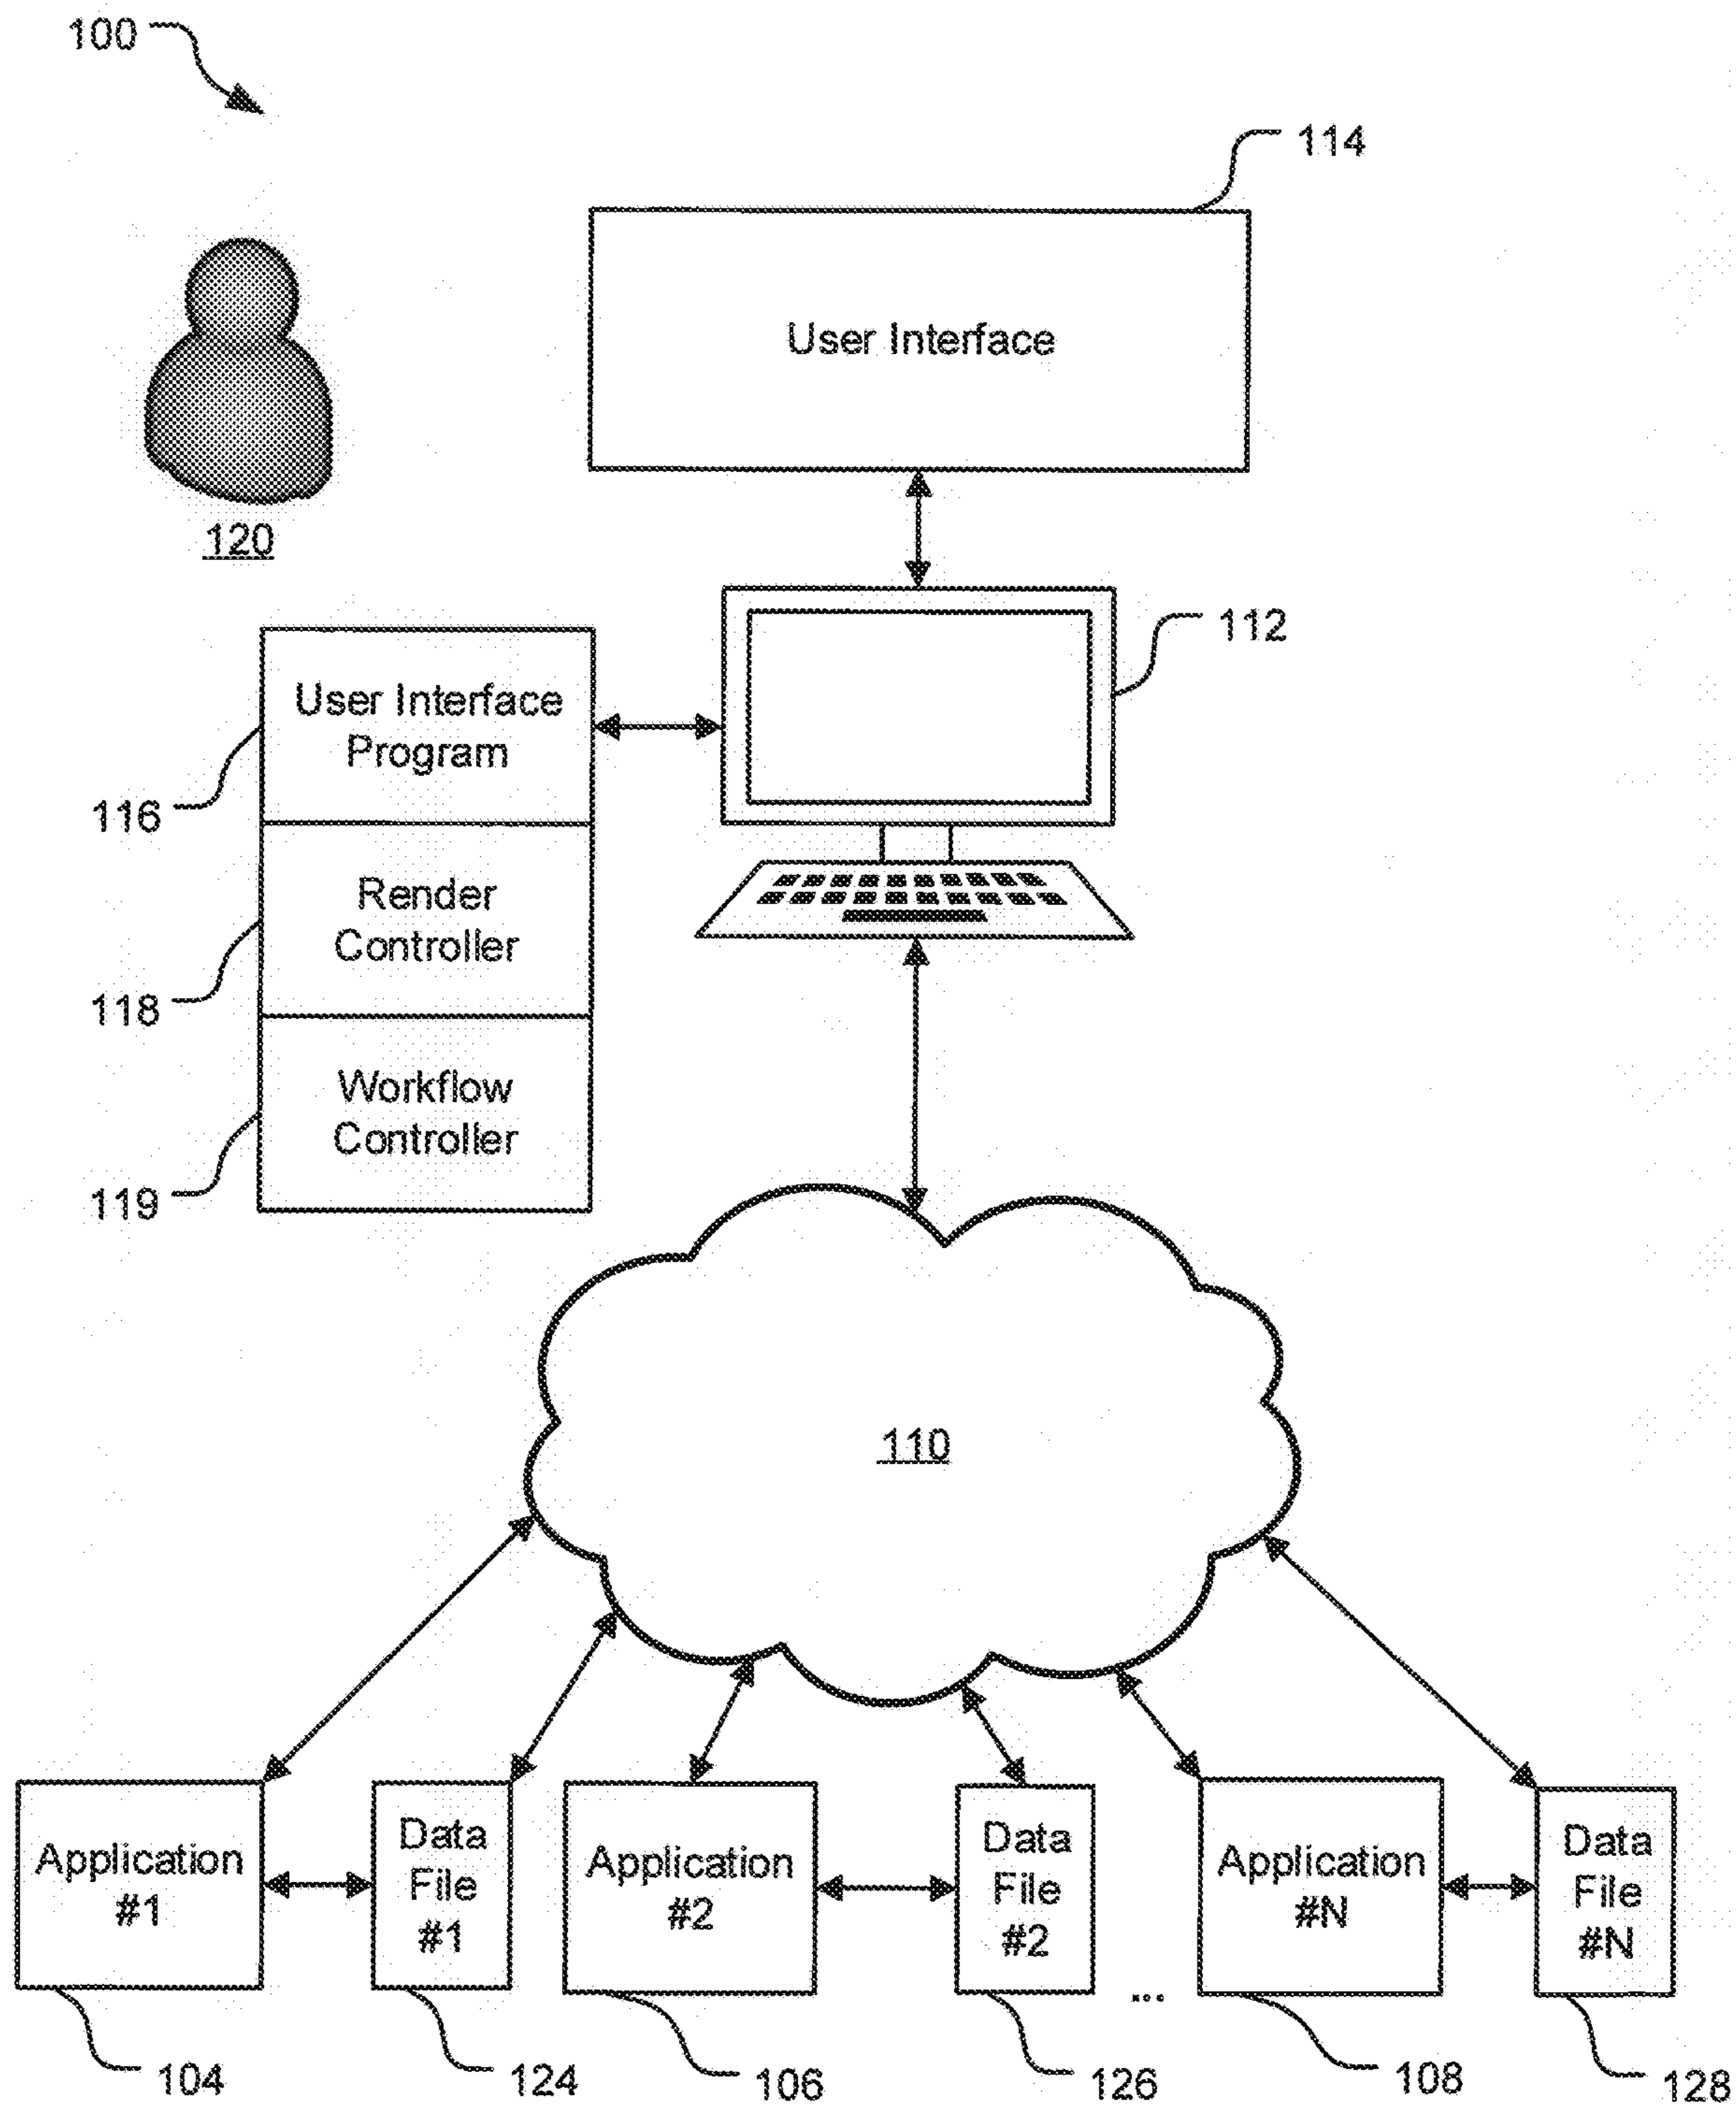 100
114
User Interface
120
112
User Interface
Program
116
Render
Controller
118
Workflow
Controller
119
110
Application
#1
Data
File
#1
Application
#2
Data
File
#2
...
Application
#N
Data
File
#N
104
124
106
126
108
128